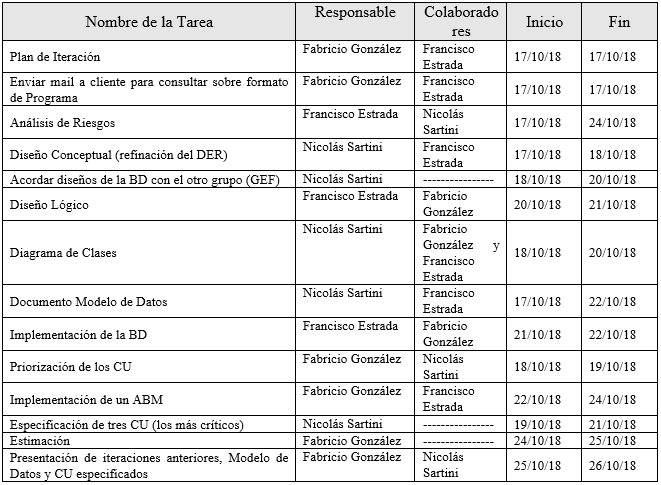 Nombre de la Tarea Responsable Colaborado
res Inicio Fin
Plan de Iteración Fabricio González Francisco
Estrada 17/10/18 17/10/18
Enviar mail a cliente para consultar sobre formato
de Programa Fabricio González Francisco
Estrada 17/10/18 17/10/18
Análisis de Riesgos Francisco Estrada Nicolás
Sartini 17/10/18 24/10/18
Diseño Conceptual (refinación del DER) Nicolás Sartini Francisco
Estrada 17/10/18 18/10/18
Acordar diseños de la BD con el otro grupo (GEF) Nicolás Sartini ---------------- 18/10/18 20/10/18
Diseño Lógico Francisco Estrada Fabricio
González 20/10/18 21/10/18
Diagrama de Clases Nicolás Sartini Fabricio
González y
Francisco
Estrada 18/10/18 20/10/18
Documento Modelo de Datos Nicolás Sartini Francisco
Estrada 17/10/18 22/10/18
Implementación de la BD Francisco Estrada Fabricio
González 21/10/18 22/10/18
Priorización de los CU Fabricio González Nicolás
Sartini 18/10/18 19/10/18
Implementación de un ABM Fabricio González Francisco
Estrada 22/10/18 24/10/18
Especificación de tres CU (los más críticos) Nicolás Sartini ---------------- 19/10/18 21/10/18
Estimación Fabricio González ---------------- 24/10/18 25/10/18
Presentación de iteraciones anteriores, Modelo de
Datos y CU especificados Fabricio González Nicolás
Sartini 25/10/18 26/10/18